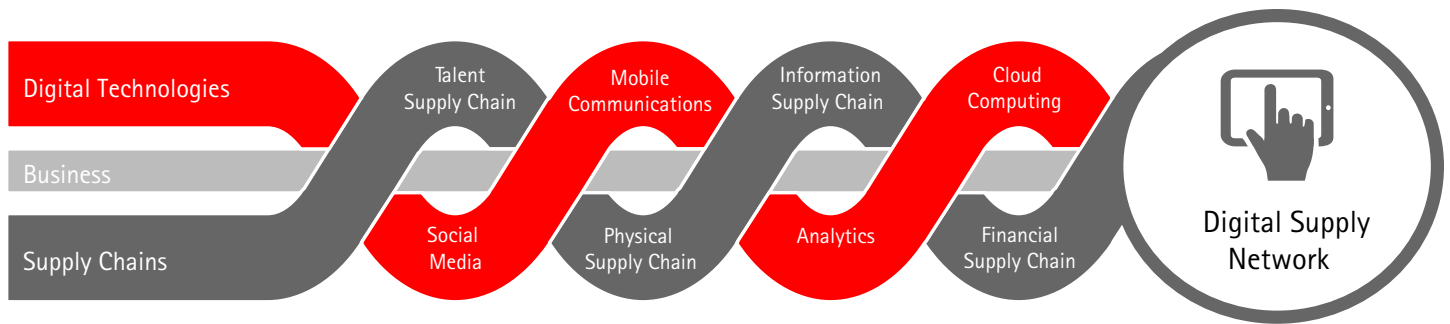 Digital Technologies
Business
Supply Chains
Talent
Supply Chain
Social
Media
Mobile
Communications
Physical
Supply Chain
Information
Supply Chain
Analytics
Cloud
Computing
Financial
Supply Chain
Digital Supply
Network